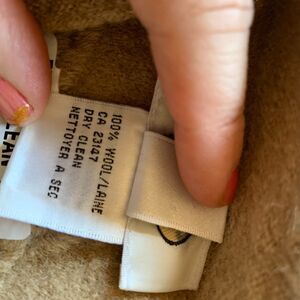 100% WOOL/LAINE
CA 23147
DRY CLEAN
NETTOYER A SEC